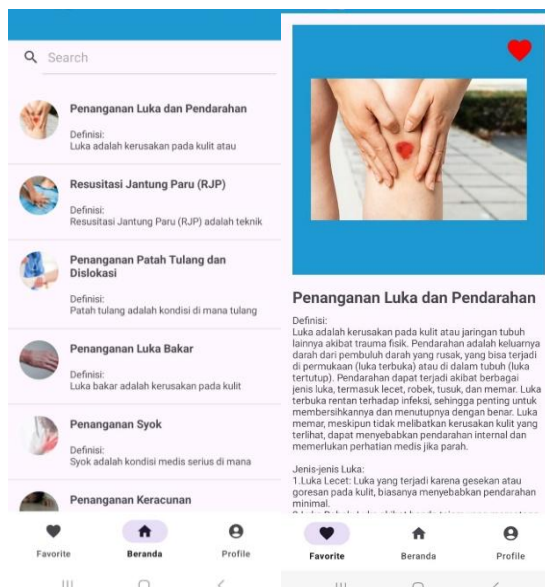 Search
Penanganan Luka dan Pendarahan
Definisi:
Luka adalah kerusakan pada kulit atau
Resusitasi Jantung Paru (RJP)
Definisi:
Resusitasi Jantung Paru (RJP) adalah teknik
Penanganan Patah Tulang dan
Dislokasi
Definisi:
Patah tulang adalah kondisi di mana tulang
Penanganan Luka Bakar
Definisi:
Luka bakar adalah kerusakan pada kulit
Penanganan Syok
Definisi:
Syok adalah kondisi medis serius di mana
Penanganan Keracunan
Favorite
Beranda
Profile
Penanganan Luka dan Pendarahan
Definisi:
Luka adalah kerusakan pada kulit atau jaringan tubuh
lainnya akibat trauma fisik. Pendarahan adalah keluarnya
darah dari pembuluh darah yang rusak, yang bisa terjadi
di permukaan (luka terbuka) atau di dalam tubuh (luka
tertutup). Pendarahan dapat terjadi akibat berbagai
jenis luka, termasuk lecet, robek, tusuk, dan memar. Luka
terbuka rentan terhadap infeksi, sehingga penting untuk
membersihkannya dan menutupnya dengan benar. Luka
memar, meskipun tidak melibatkan kerusakan kulit yang
terlihat, dapat menyebabkan pendarahan internal dan
memerlukan perhatian medis jika parah.
Jenis-jenis Luka:
1.Luka Lecet: Luka yang terjadi karena gesekan atau
goresan pada kulit, biasanya menyebabkan pendarahan
minimal.
Favorite
Beranda
Profile